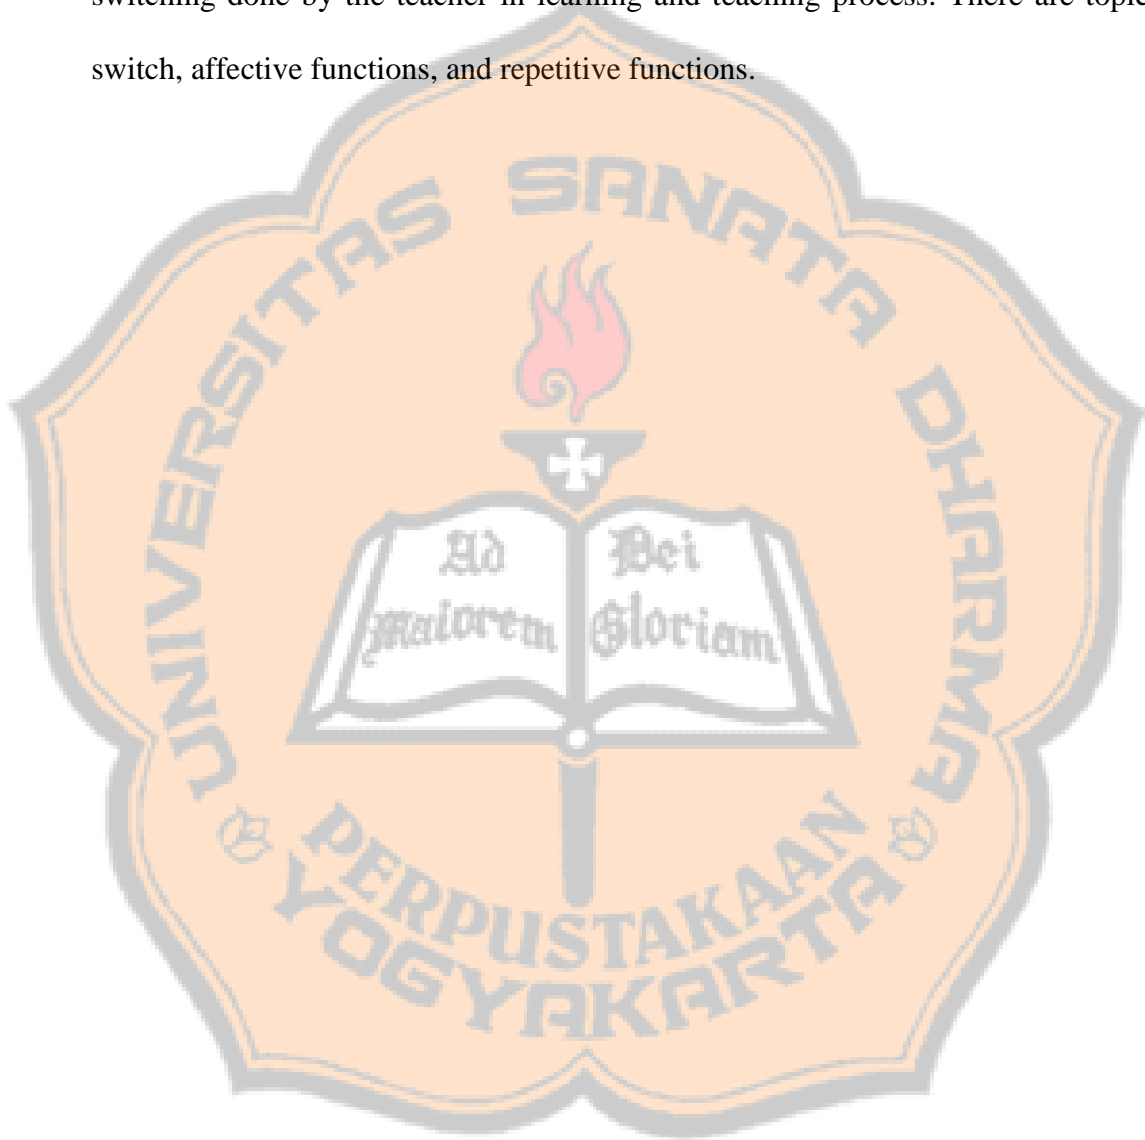 switching done by the teacher in learning and teaching process. There are topic
switch, affective functions, and repetitive functions.
UNIVERSITAS SANATA DHARMA
Ad Dei
Maiorem Gloriam
PERPUSTAKAAN
YOGYAKARTA